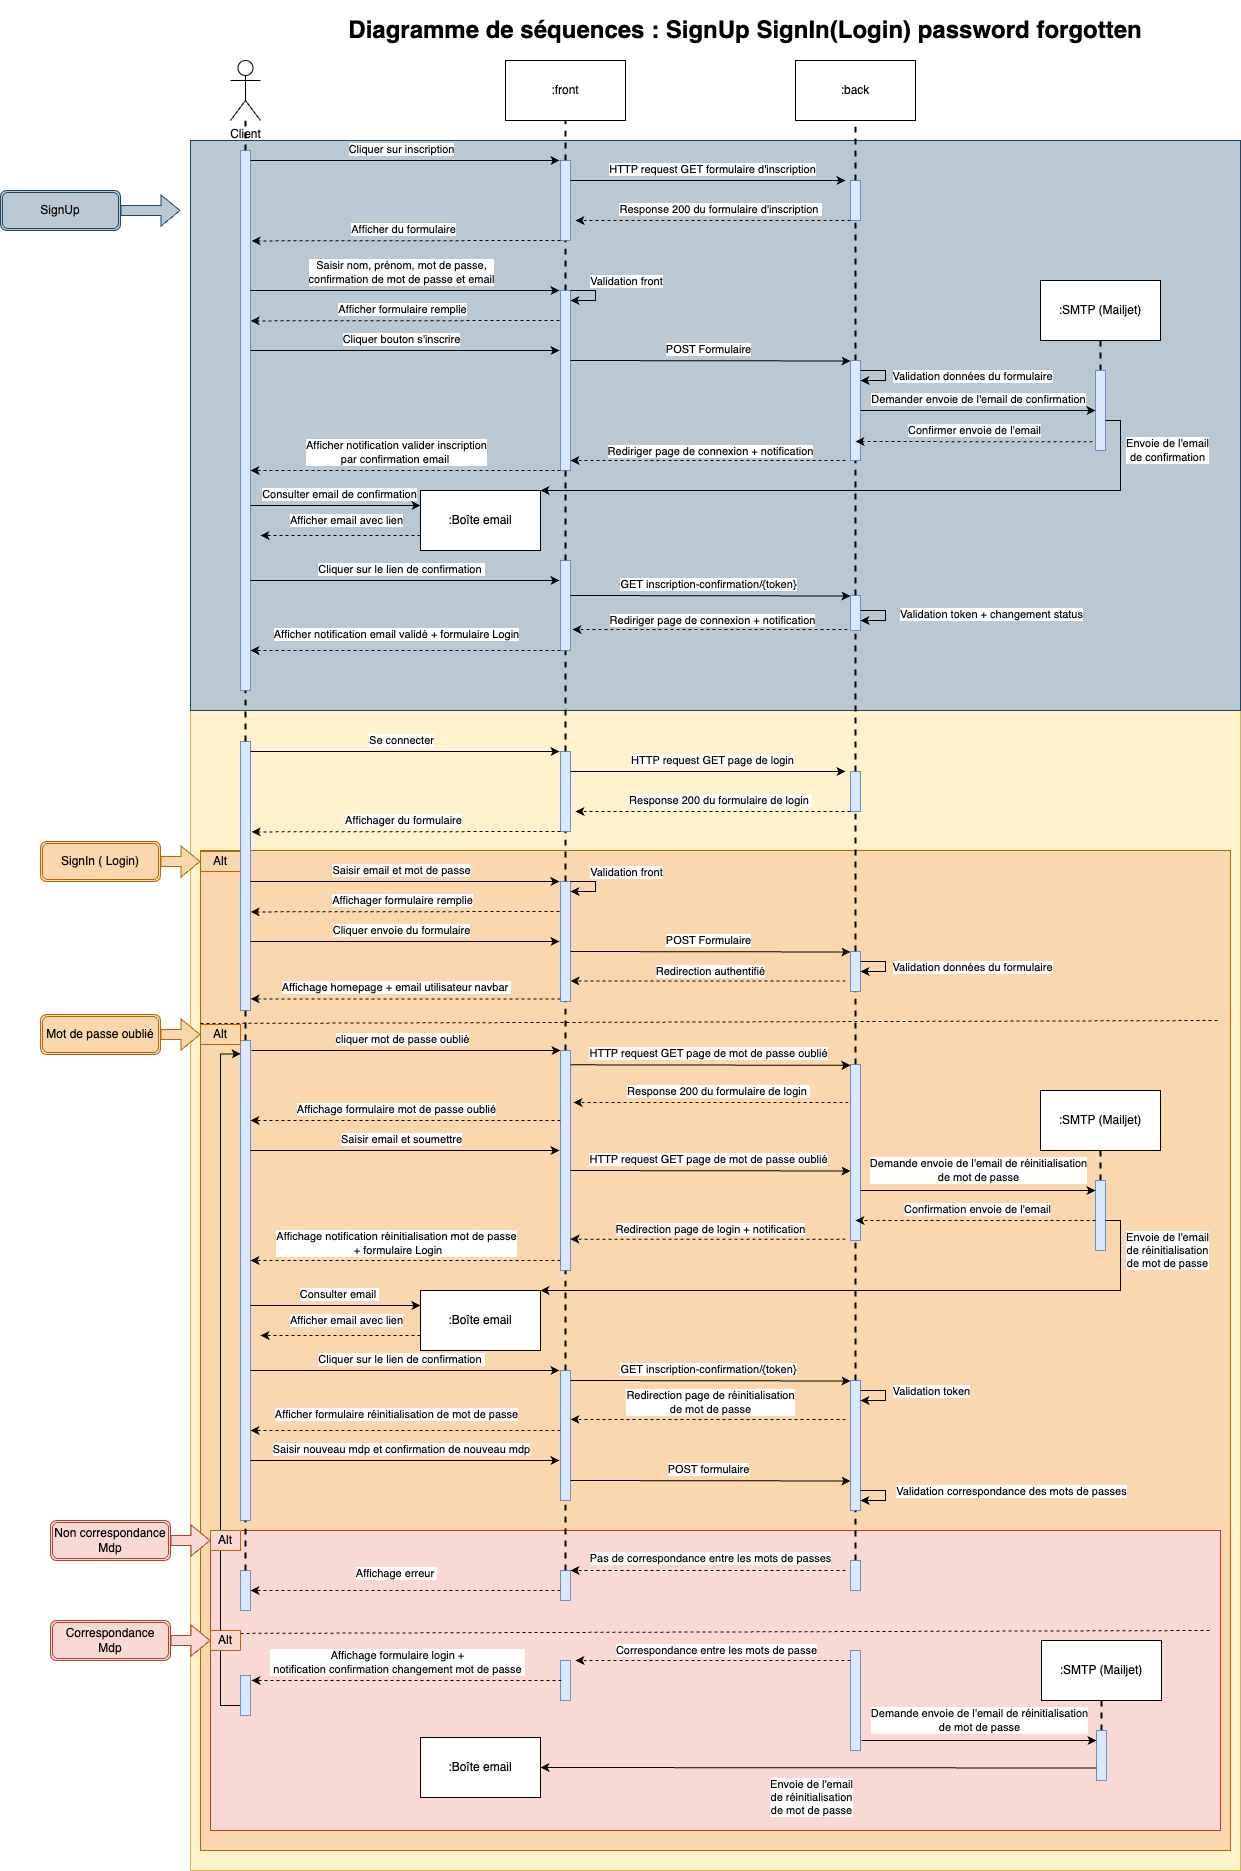 Diagramme de séquences : SignUp SignIn(Login) password forgotten
Client
:front
:back
Cliquer sur inscription
HTTP request GET formulaire d'inscription
SignUp
Response 200 du formulaire d'inscription
Afficher du formulaire
Saisir nom, prénom, mot de passe,
confirmation de mot de passe et email
Validation front
Afficher formulaire remplie
:SMTP (Mailjet)
Cliquer bouton s'inscrire
POST Formulaire
Validation données du formulaire
Demander envoie de l'email de confirmation
Confirmer envoie de l'email
Envoie de l'email
de confirmation
Afficher notification valider inscription
par confirmation email
Rediriger page de connexion + notification
Consulter email de confirmation
:Boîte email
Afficher email avec lien
Cliquer sur le lien de confirmation
GET inscription-confirmation/{token}
Validation token + changement status
Rediriger page de connexion + notification
Afficher notification email validé + formulaire Login
Se connecter
HTTP request GET page de login
Response 200 du formulaire de login
Affichager du formulaire
SignIn ( Login)
Alt
Saisir email et mot de passe
Validation front
Affichager formulaire remplie
Cliquer envoie du formulaire
POST Formulaire
Validation données du formulaire
Redirection authentifié
Affichage homepage + email utilisateur navbar
Mot de passe oublié
Alt
cliquer mot de passe oublié
HTTP request GET page de mot de passe oublié
Response 200 du formulaire de login
Affichage formulaire mot de passe oublié
:SMTP (Mailjet)
Saisir email et soumettre
HTTP request GET page de mot de passe oublié
Demande envoie de l'email de réinitialisation
de mot de passe
Confirmation envoie de l'email
Redirection page de login + notification
Affichage notification réinitialisation mot de passe
+ formulaire Login
Envoie de l'email
de réinitialisation
de mot de passe
Consulter email
:Boîte email
Afficher email avec lien
Cliquer sur le lien de confirmation
GET inscription-confirmation/{token}
Validation token
Redirection page de réinitialisation
de mot de passe
Afficher formulaire réinitialisation de mot de passe
Saisir nouveau mdp et confirmation de nouveau mdp
POST formulaire
Validation correspondance des mots de passes
Non correspondance
Mdp
Alt
Pas de correspondance entre les mots de passes
Affichage erreur
Correspondance
Mdp
Alt
Correspondance entre les mots de passe
Affichage formulaire login +
notification confirmation changement mot de passe
:SMTP (Mailjet)
Demande envoie de l'email de réinitialisation
de mot de passe
:Boîte email
Envoie de l'email
de réinitialisation
de mot de passe